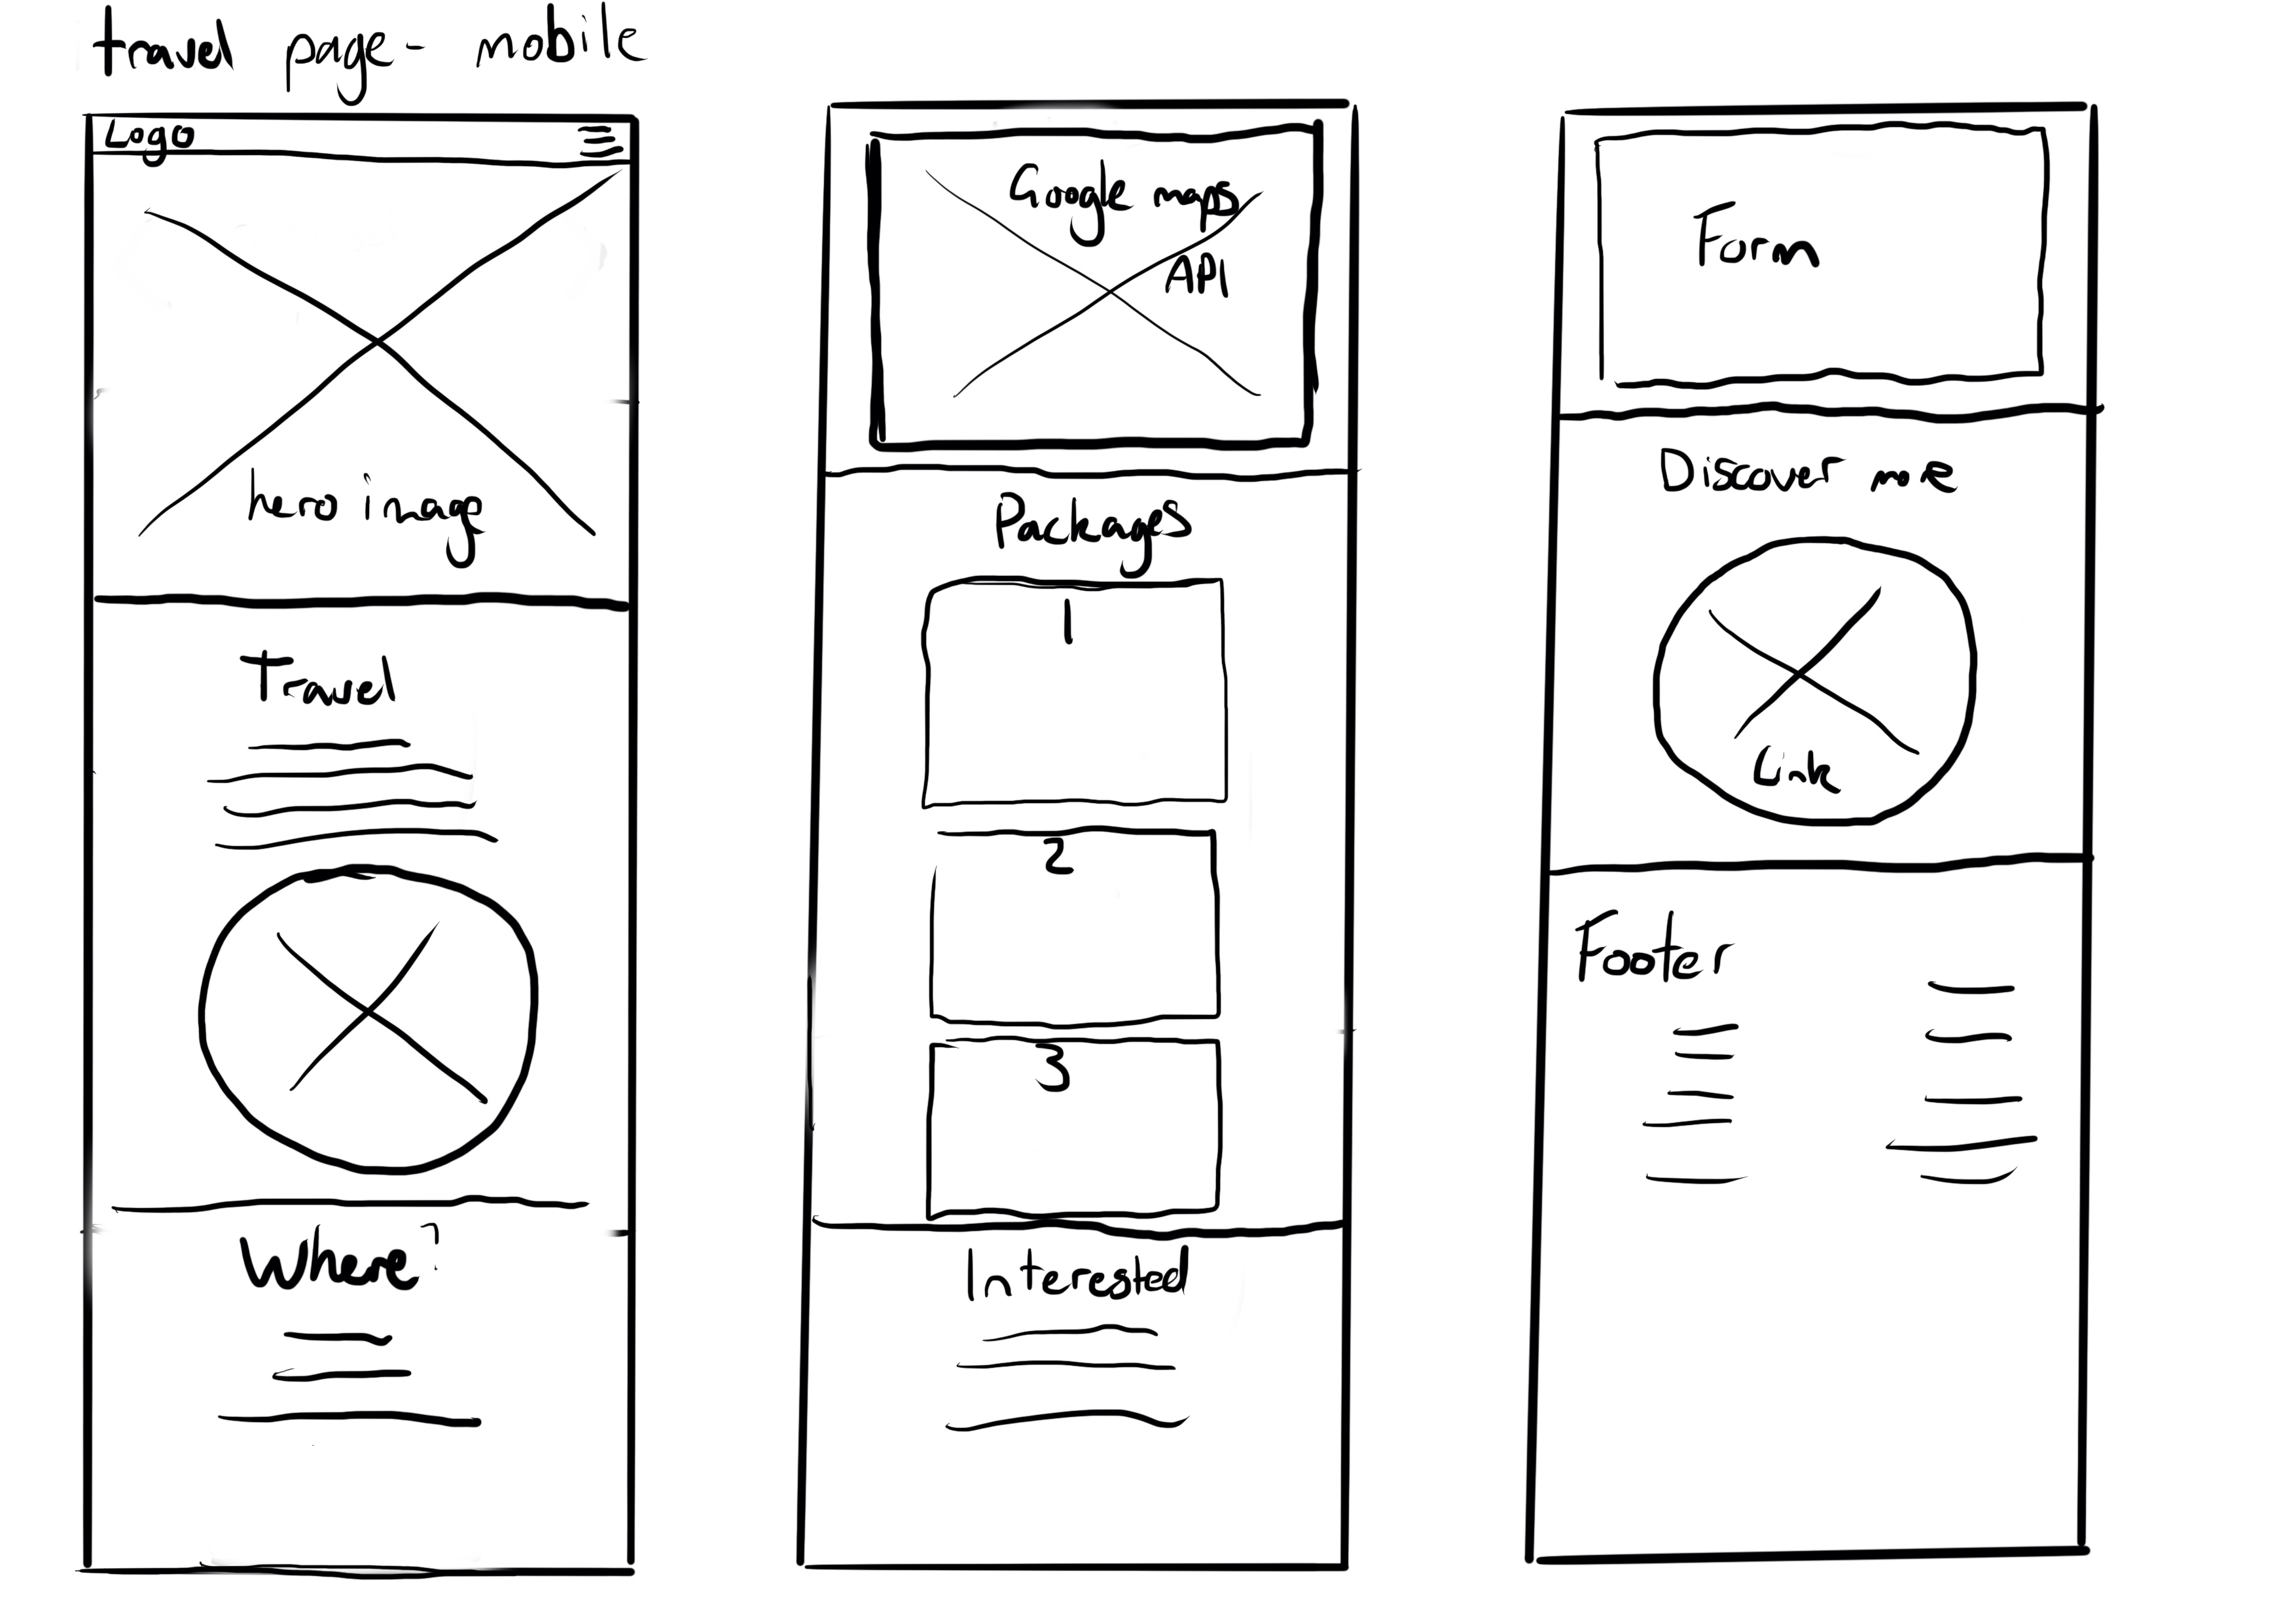 travel page - mobile
Logo
hero image
Travel
Where?
Google maps
API
Packages
1
2
3
Interested
Form
Discover more
Link
Footer